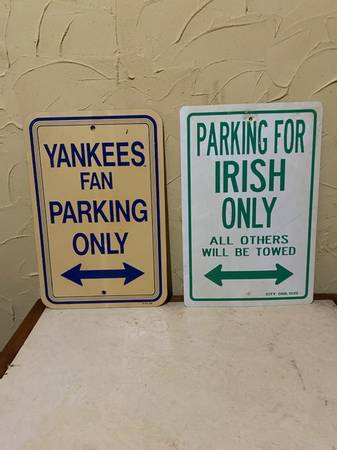 YANKEES
FAN
PARKING
ONLY
PARKING FOR
IRISH
ONLY
ALL OTHERS
WILL BE TOWED